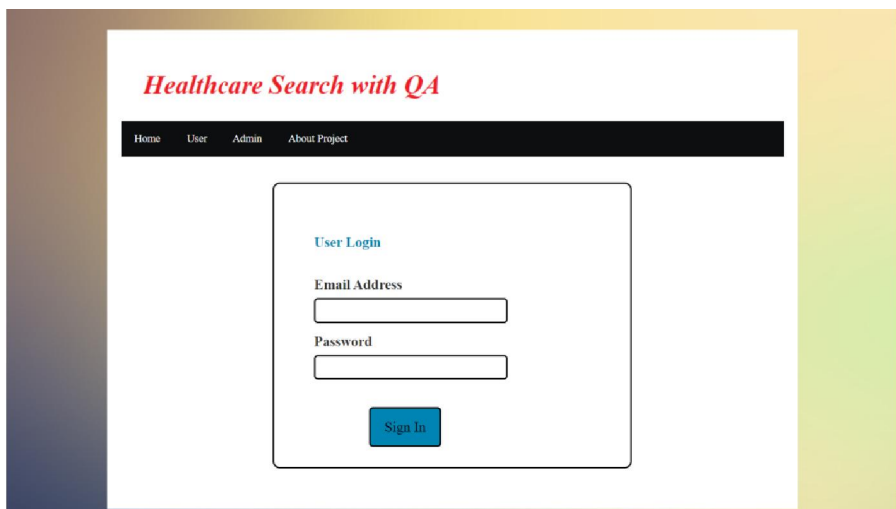 Healthcare Search with QA
Home User Admin About Project
User Login
Email Address
Password
Sign In